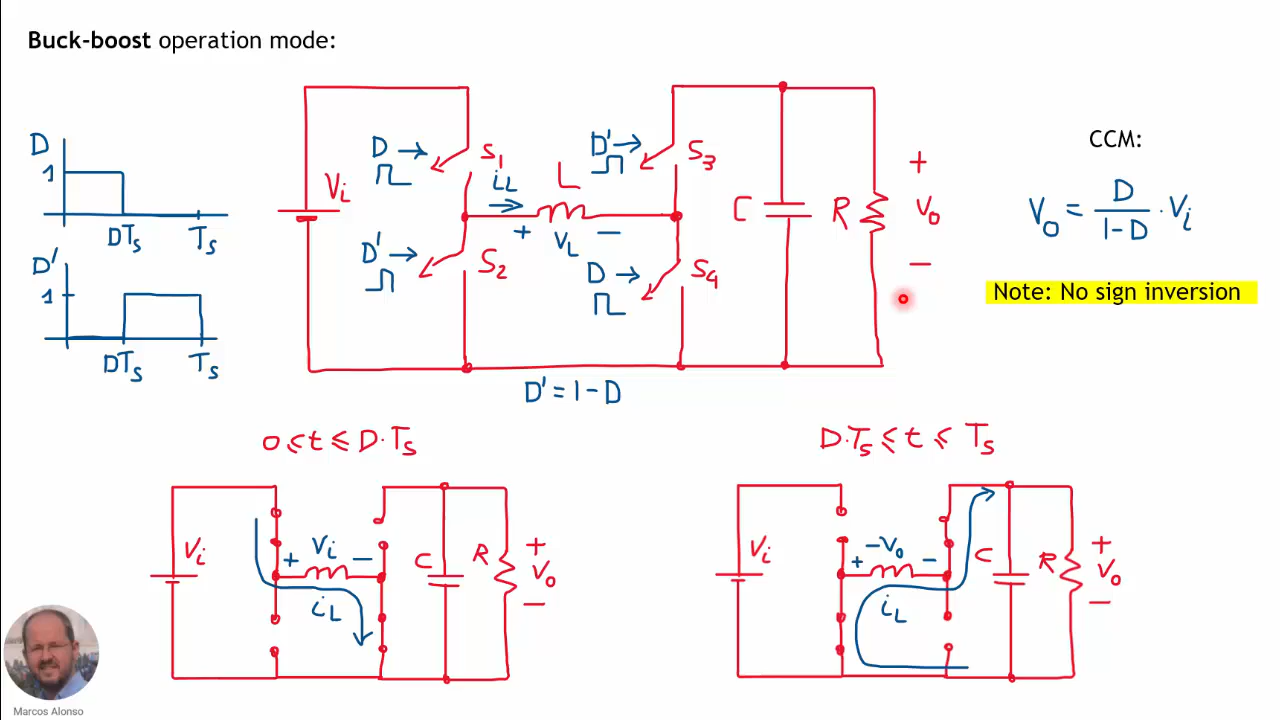 Buck-boost operation mode:
D
1
DTs
Ts
D'
1
DTs
Ts
Vi
D →
S1
D' →
S2
iL
L
+ VL −
D' →
S3
D →
S4
C
R
+
Vo
−
D' = 1 − D
CCM:
Vo = D / 1−D · Vi
Note: No sign inversion
0 ≤ t ≤ D·Ts
Vi
+ Vi −
iL
C
R
+
Vo
−
D·Ts ≤ t ≤ Ts
Vi
+ −Vo −
iL
C
R
+
Vo
−
Marcos Alonso